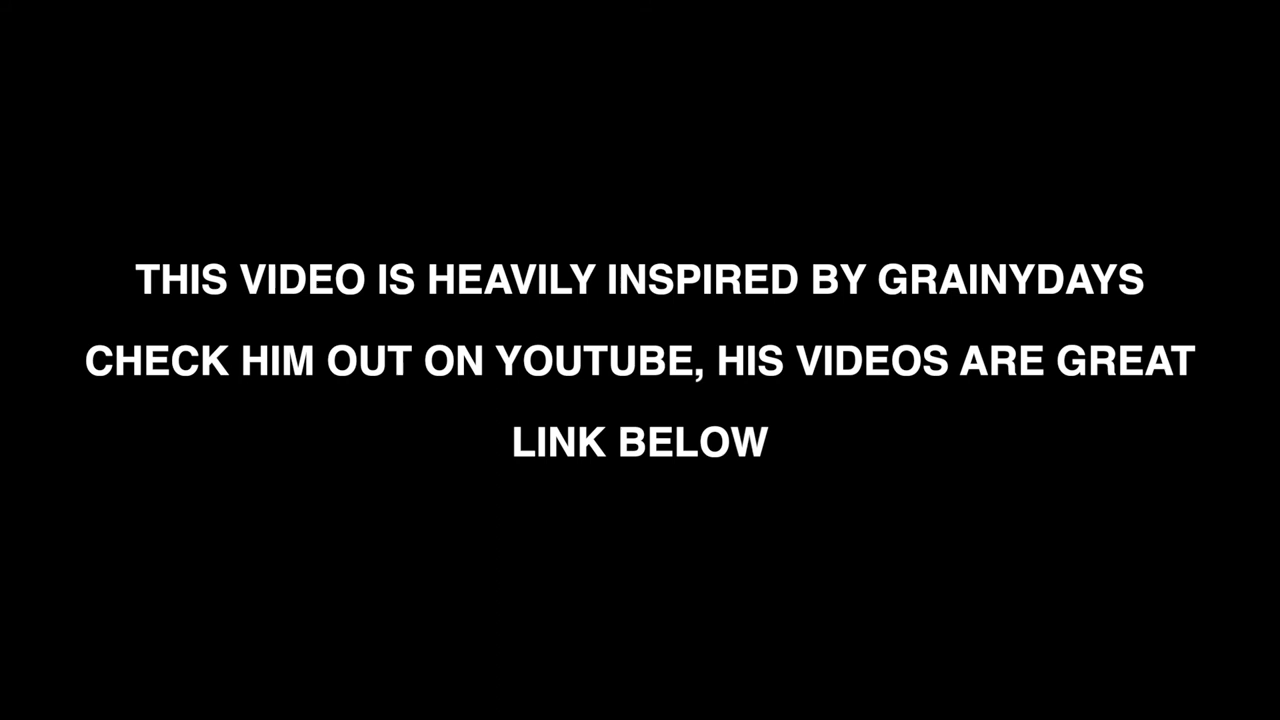 THIS VIDEO IS HEAVILY INSPIRED BY GRAINYDAYS
CHECK HIM OUT ON YOUTUBE, HIS VIDEOS ARE GREAT
LINK BELOW